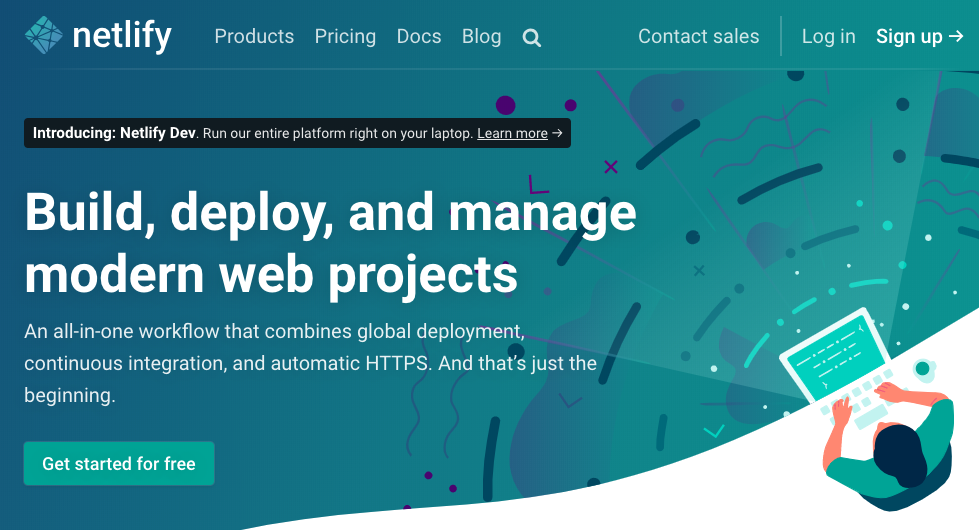 netlify Products Pricing Docs Blog Contact sales Log in Sign up →
Introducing: Netlify Dev. Run our entire platform right on your laptop. Learn more →
Build, deploy, and manage
modern web projects
An all-in-one workflow that combines global deployment,
continuous integration, and automatic HTTPS. And that's just the
beginning.
Get started for free